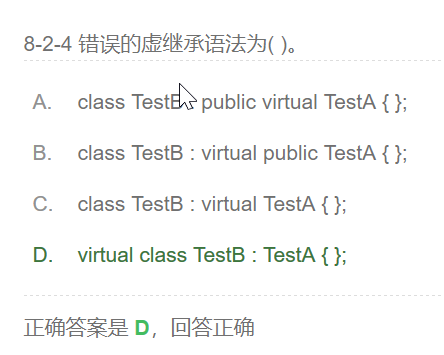 8-2-4 错误的虚继承语法为( )。
A. class TestB public virtual TestA { };
B. class TestB : virtual public TestA { };
C. class TestB : virtual TestA { };
D. virtual class TestB : TestA { };
正确答案是 D，回答正确